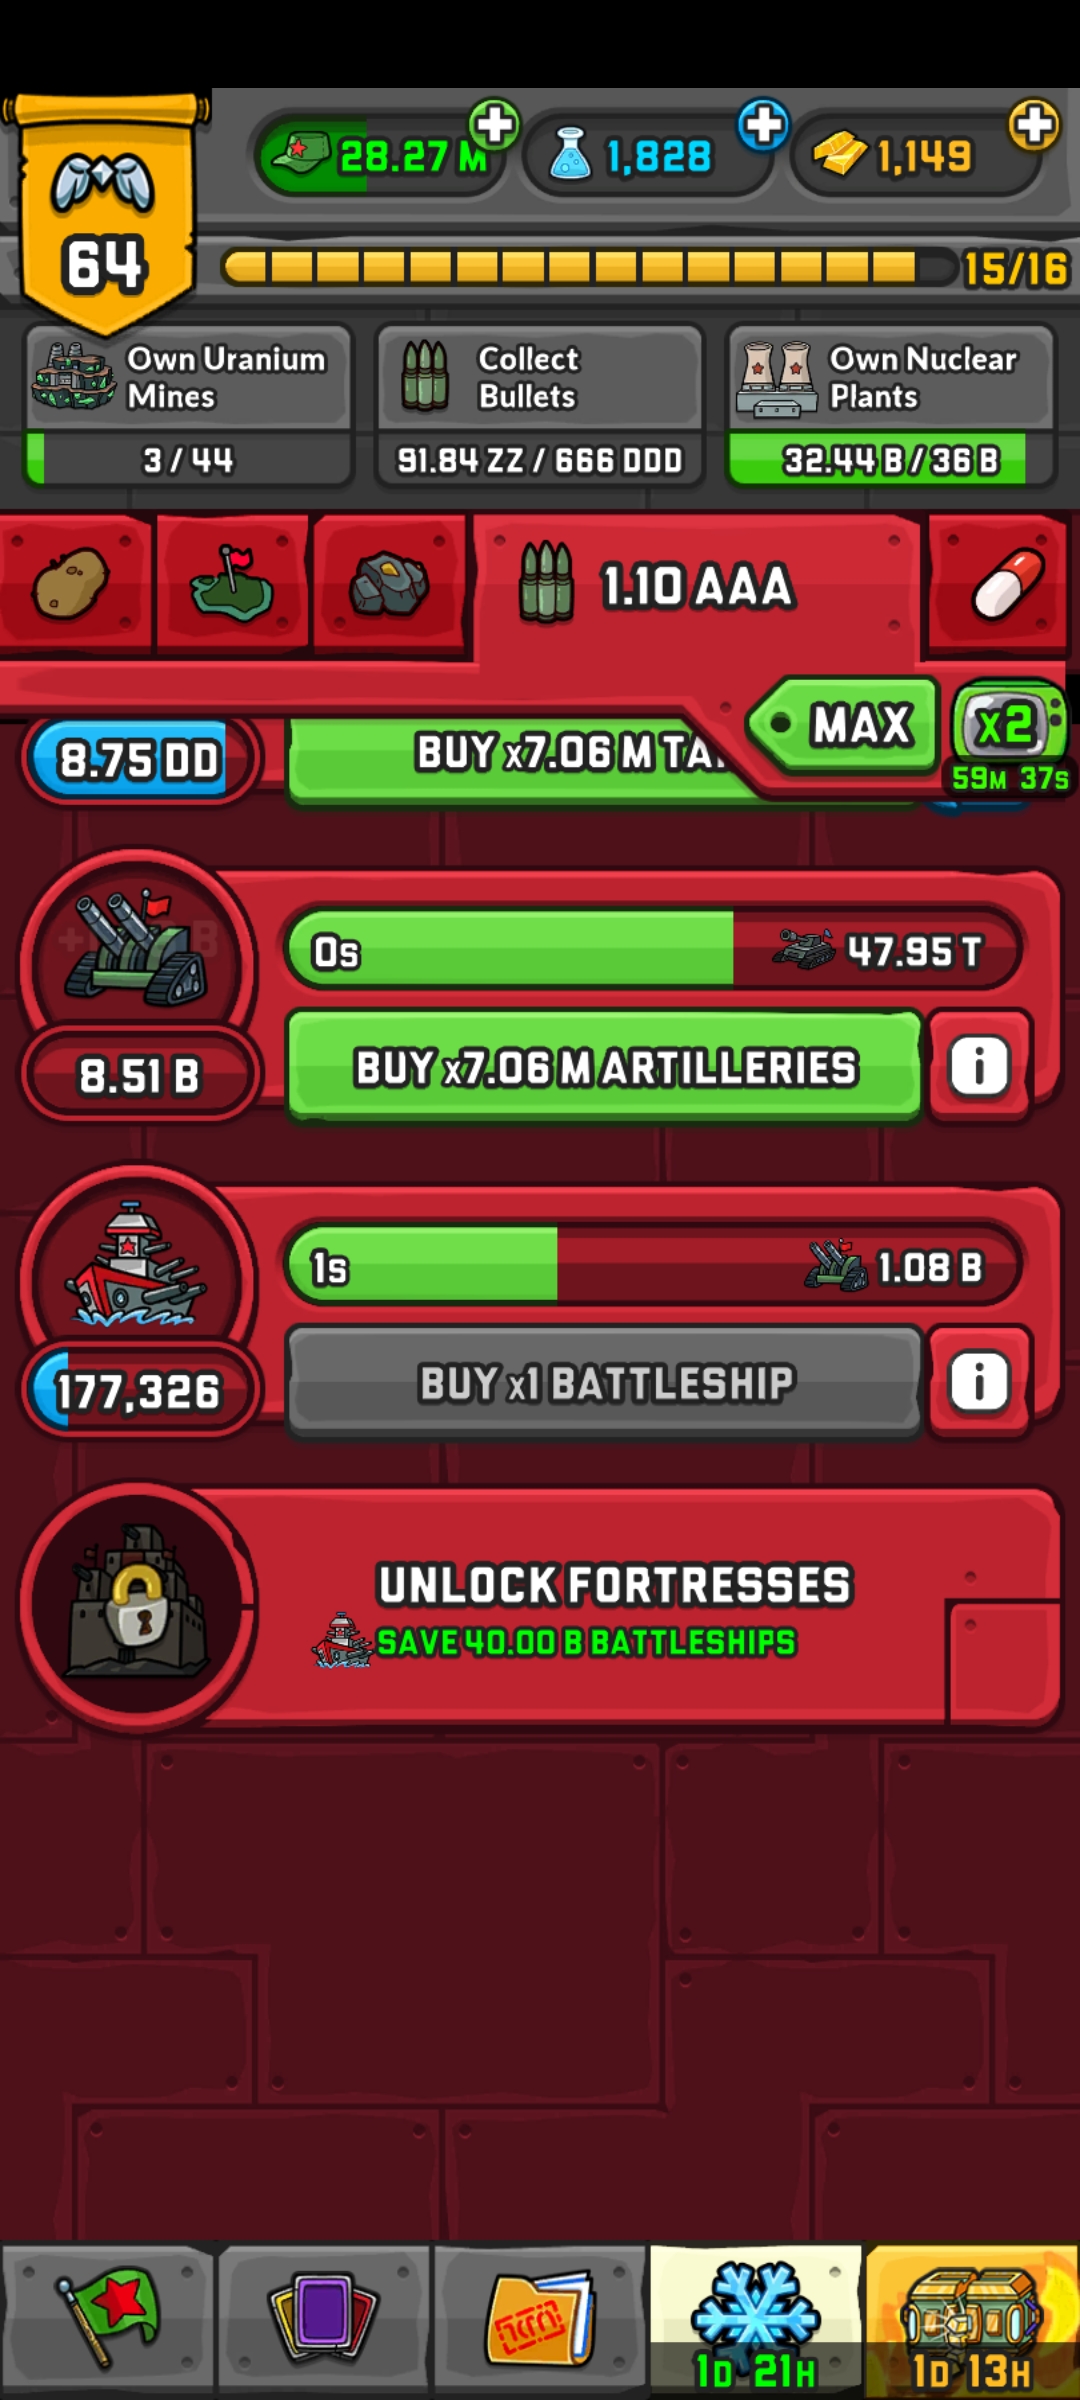 28.27 M
1,828
1,149
64
15/16
Own Uranium
Mines
3 / 44
Collect
Bullets
91.84 ZZ / 666 DDD
Own Nuclear
Plants
32.44 B / 36 B
1.10 AAA
MAX
X2
59M 37S
8.75 DD
BUY x7.06 M
0s
47.95 T
8.51 B
BUY x7.06 M ARTILLERIES
i
1s
1.08 B
177,326
BUY x1 BATTLESHIP
i
UNLOCK FORTRESSES
SAVE 40.00 B BATTLESHIPS
1D 21H
1D 13H